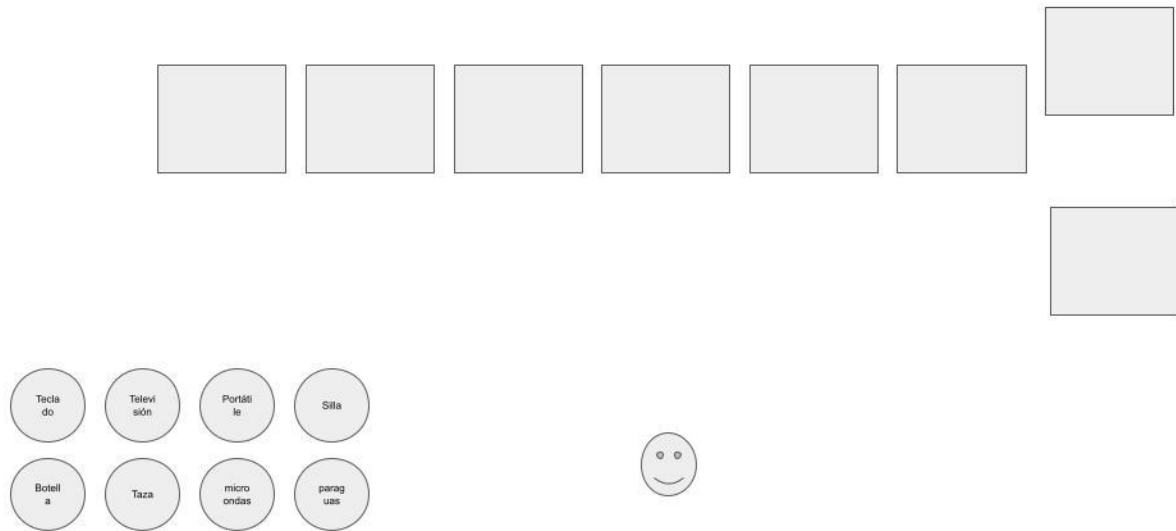 Tecla
do
Televi
sión
Portáti
le
Silla
Botell
a
Taza
micro
ondas
parag
uas